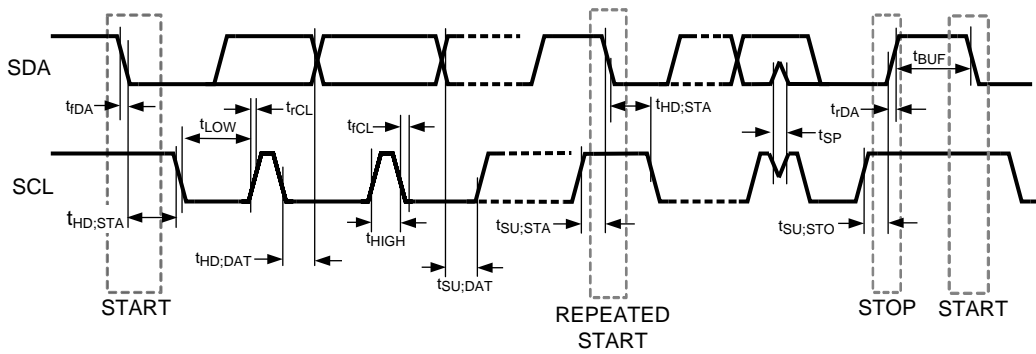 SDA
tBUF
tfDA
tLOW
trCL
tfCL
tHD;STA
tSP
trDA
SCL
tHD;STA
tHD;DAT
tHIGH
tSU;DAT
tSU;STA
tSU;STO
START
REPEATED
START
STOP
START